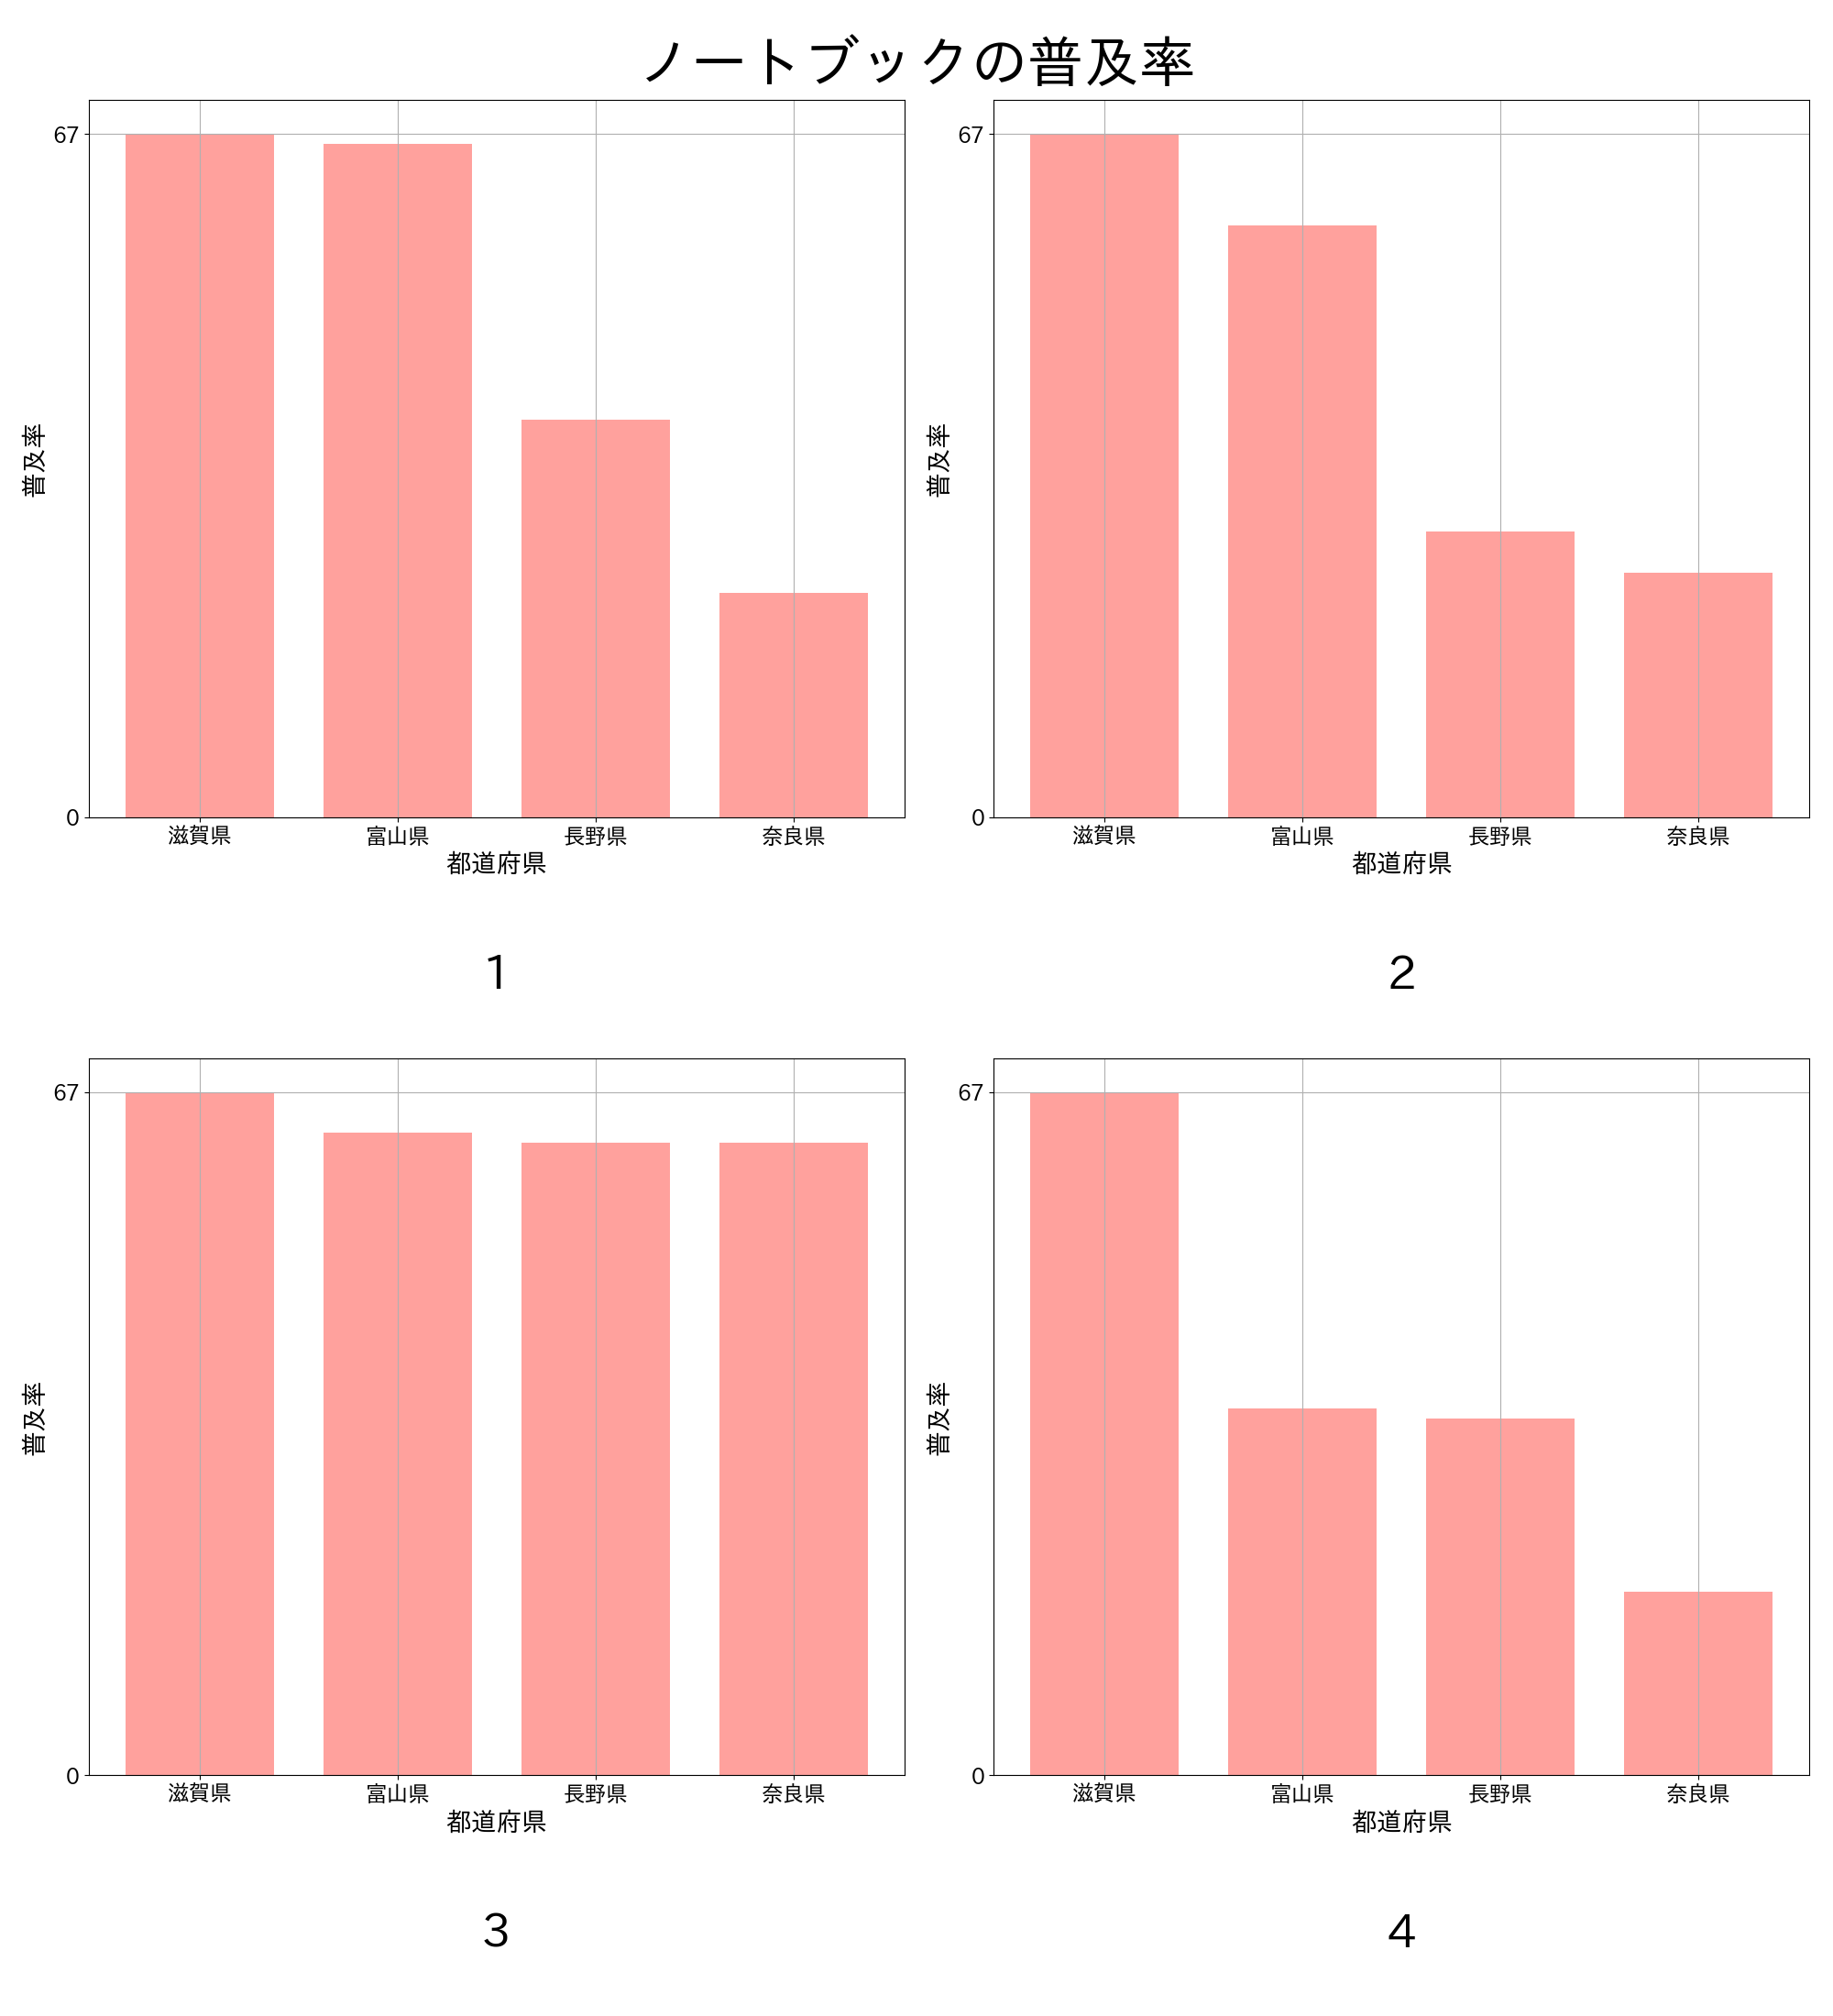 ノートブックの普及率
67
0
普及率
滋賀県 富山県 長野県 奈良県
都道府県
1
67
0
普及率
滋賀県 富山県 長野県 奈良県
都道府県
2
67
0
普及率
滋賀県 富山県 長野県 奈良県
都道府県
3
67
0
普及率
滋賀県 富山県 長野県 奈良県
都道府県
4